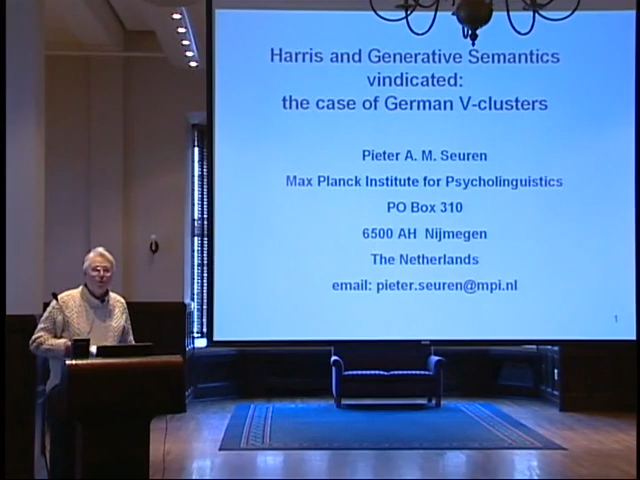 Harris and Generative Semantics
vindicated:
the case of German V-clusters
Pieter A. M. Seuren
Max Planck Institute for Psycholinguistics
PO Box 310
6500 AH  Nijmegen
The Netherlands
email: pieter.seuren@mpi.nl
1